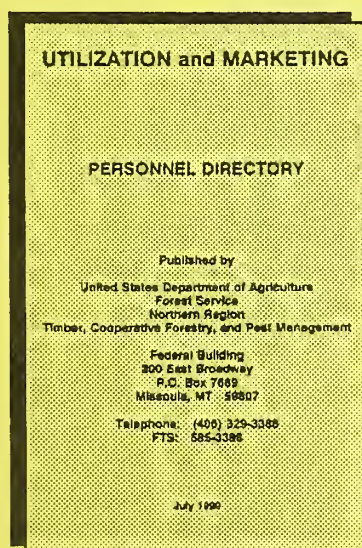 UTILIZATION and MARKETING
PERSONNEL DIRECTORY
Published by
United States Department of Agriculture
Forest Service
Northern Region
Timber, Cooperative Forestry, and Pest Management
Federal Building
200 East Broadway
P.O. Box 7669
Missoula, MT 59807
Telephone: (406) 329-3388
FTS: 585-3388
July 1990